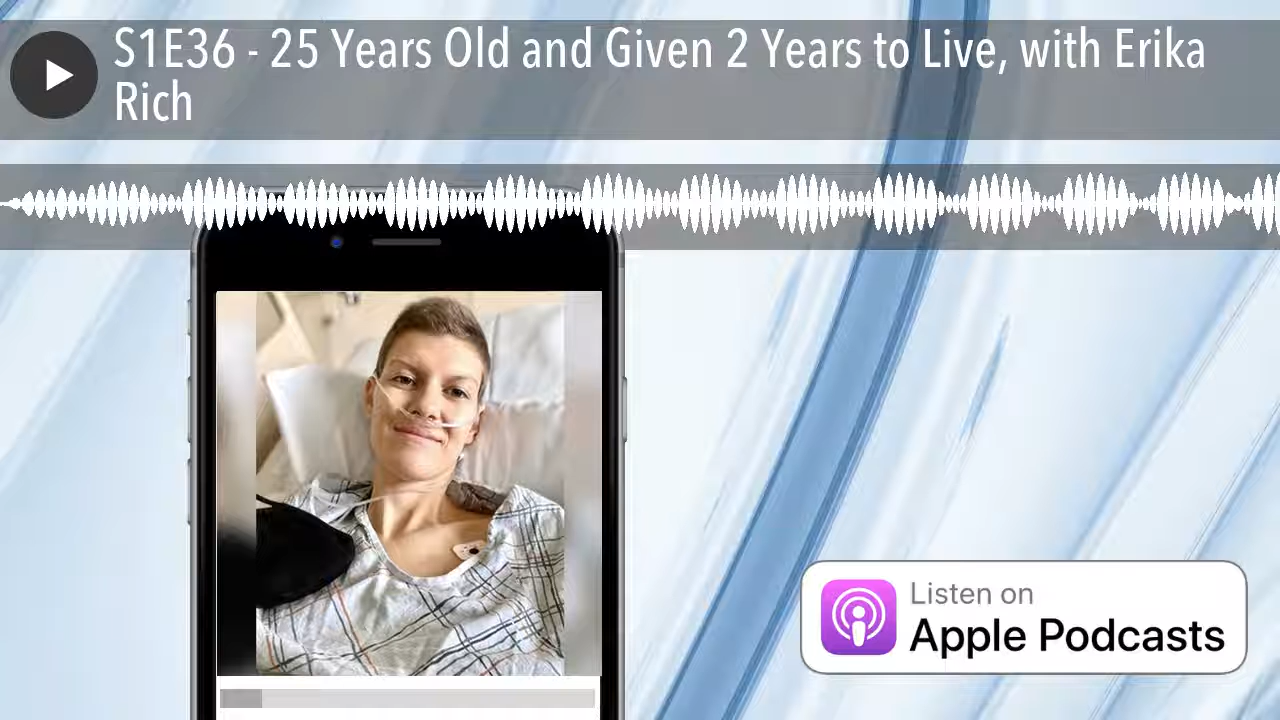 S1E36 - 25 Years Old and Given 2 Years to Live, with Erika
Rich
Listen on
Apple Podcasts